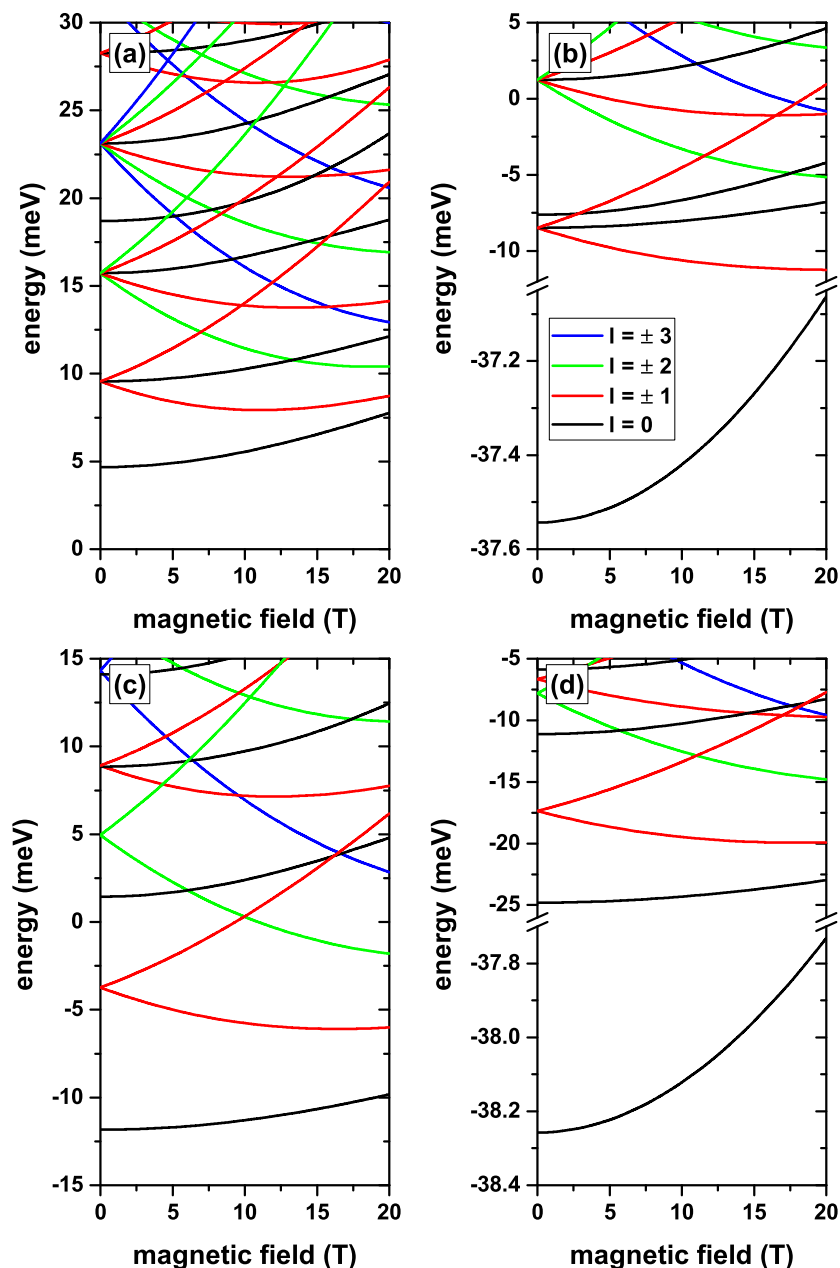 (a)
30
25
20
15
10
5
0
energy (meV)
0 5 10 15 20
magnetic field (T)
(b)
5
0
-5
-10
-37.2
-37.4
-37.6
energy (meV)
l = ± 3
l = ± 2
l = ± 1
l = 0
0 5 10 15 20
magnetic field (T)
(c)
15
10
5
0
-5
-10
-15
energy (meV)
0 5 10 15 20
magnetic field (T)
(d)
-5
-10
-15
-20
-25
-37.8
-38.0
-38.2
-38.4
energy (meV)
0 5 10 15 20
magnetic field (T)